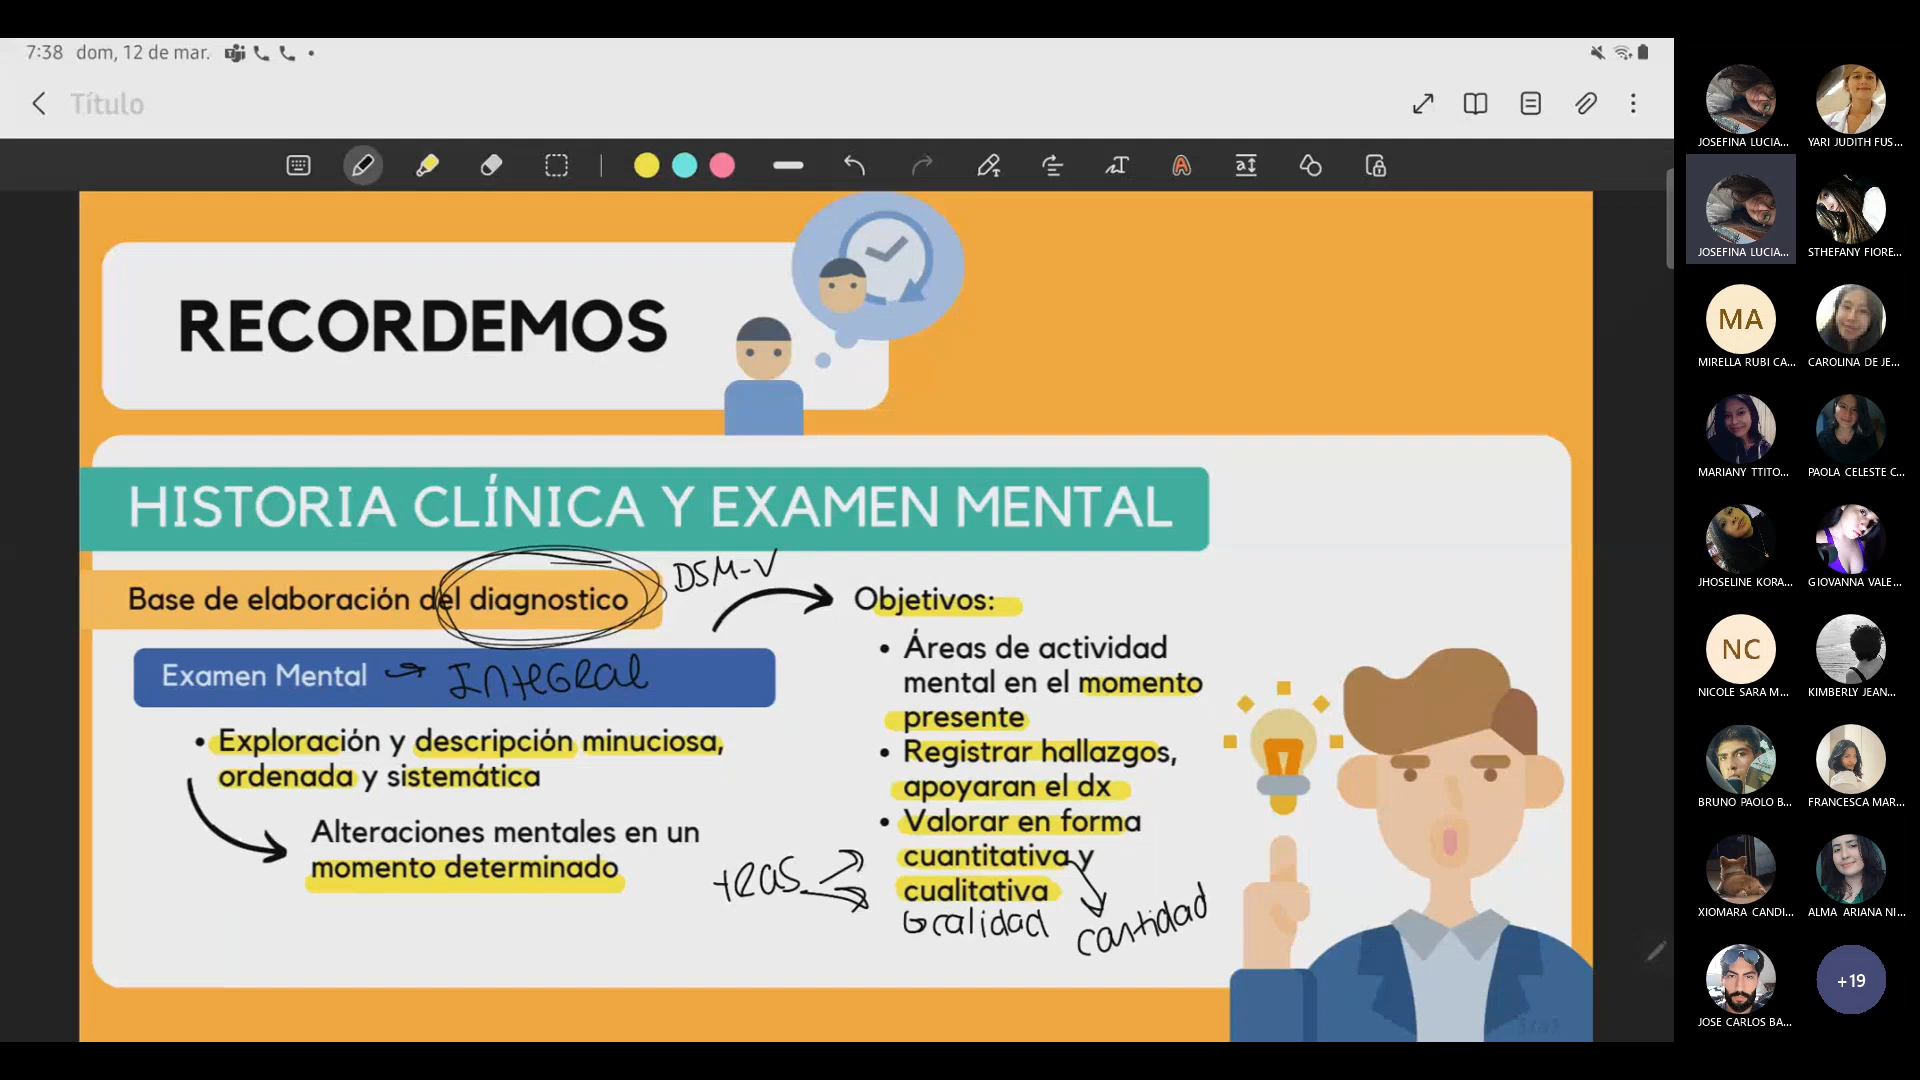 7:38 dom, 12 de mar.
Título
RECORDEMOS
HISTORIA CLÍNICA Y EXAMEN MENTAL
Base de elaboración del diagnostico
DSM-V
Examen Mental → Integral
• Exploración y descripción minuciosa,
ordenada y sistemática
Alteraciones mentales en un
momento determinado
Objetivos:
• Áreas de actividad
mental en el momento
presente
• Registrar hallazgos,
apoyaran el dx
• Valorar en forma
cuantitativa y
cualitativa
cantidad
JOSEFINA LUCIA...
YARI JUDITH FUS...
JOSEFINA LUCIA...
STHEFANY FIORE...
MA
MIRELLA RUBI CA...
CAROLINA DE JE...
MARIANY TTITO...
PAOLA CELESTE C...
JHOSELINE KORA...
GIOVANNA VALE...
NC
NICOLE SARA M...
KIMBERLY JEAN...
BRUNO PAOLO B...
FRANCESCA MAR...
XIOMARA CANDI...
ALMA ARIANA NI...
JOSE CARLOS BA...
+19